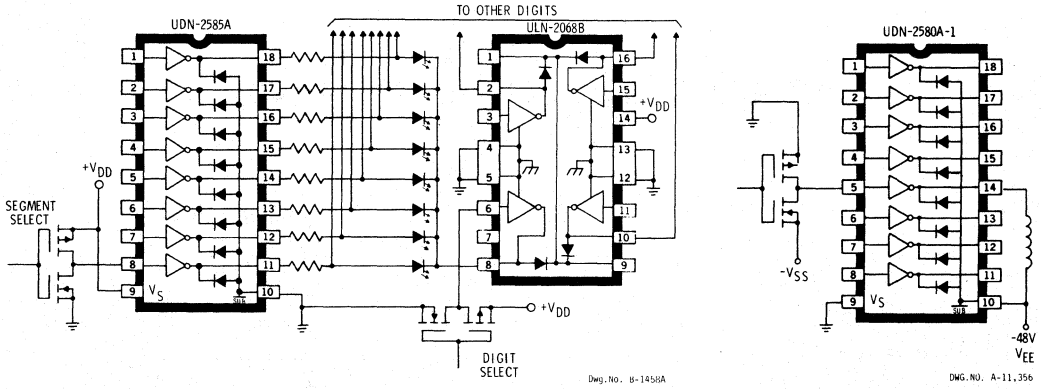 TO OTHER DIGITS
UDN-2585A
ULN-2068B
UDN-2580A-1
1
2
3
4
5
6
7
8
9
18
17
16
15
14
13
12
11
10
VS
SUB
+VDD
SEGMENT
SELECT
1
2
3
4
5
6
7
8
16
15
14
13
12
11
10
9
+VDD
+VDD
DIGIT
SELECT
Dwg.No. B-1458A
1
2
3
4
5
6
7
8
9
18
17
16
15
14
13
12
11
10
VS
SUB
-VSS
-48V
VEE
DWG.NO. A-11,356